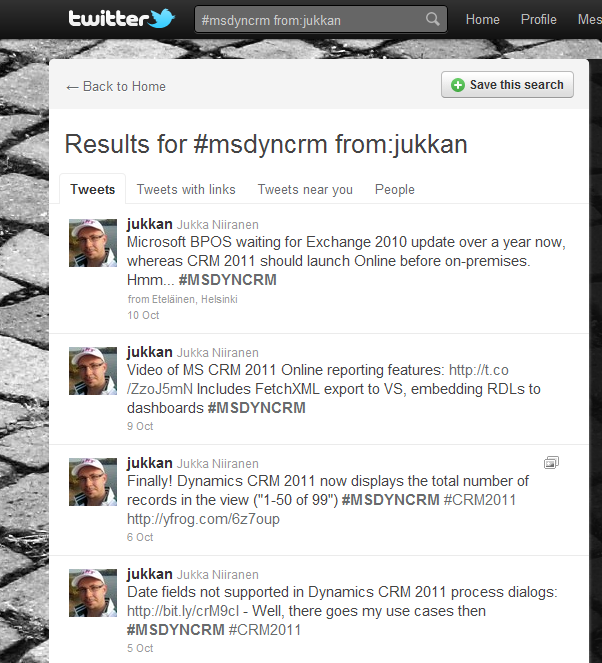 twitter #msdyncrm from:jukkan Home Profile Mes
← Back to Home Save this search
Results for #msdyncrm from:jukkan
Tweets Tweets with links Tweets near you People
jukkan Jukka Niiranen
Microsoft BPOS waiting for Exchange 2010 update over a year now,
whereas CRM 2011 should launch Online before on-premises.
Hmm... #MSDYNCRM
from Eteläinen, Helsinki
10 Oct
jukkan Jukka Niiranen
Video of MS CRM 2011 Online reporting features: http://t.co
/ZzoJ5mN Includes FetchXML export to VS, embedding RDLs to
dashboards #MSDYNCRM
9 Oct
jukkan Jukka Niiranen
Finally! Dynamics CRM 2011 now displays the total number of
records in the view ("1-50 of 99") #MSDYNCRM #CRM2011
http://yfrog.com/6z7oup
6 Oct
jukkan Jukka Niiranen
Date fields not supported in Dynamics CRM 2011 process dialogs:
http://bit.ly/crM9cI - Well, there goes my use cases then
#MSDYNCRM #CRM2011
5 Oct